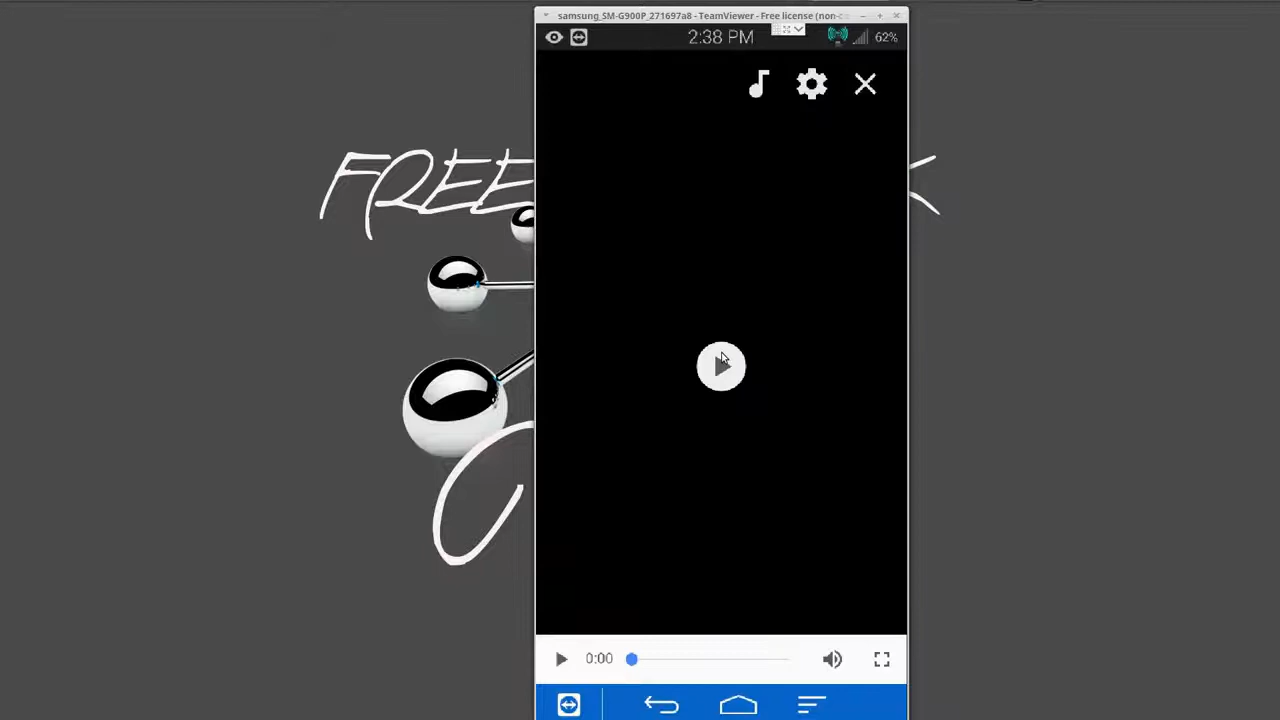 samsung_SM-G900P_271697a8 - TeamViewer - Free license (non-c
2:38 PM
62%
FREE
0:00